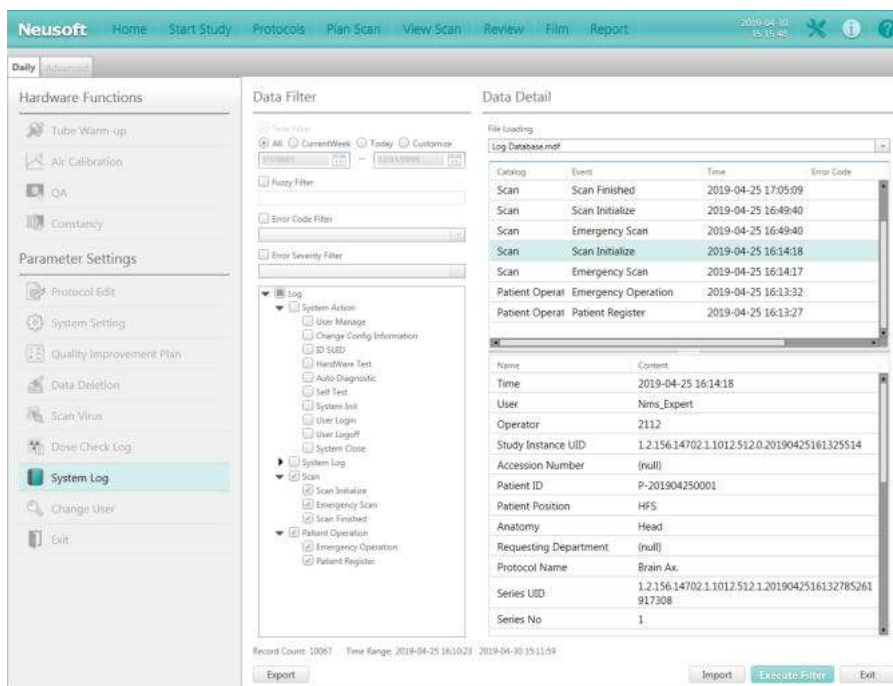 Neusoft Home Start Study Protocols Plan Scan View Scan Review Film Report 2019-04-30
15:15:48
Daily Advanced
Hardware Functions
Tube Warm-up
Air Calibration
QA
Constancy
Parameter Settings
Protocol Edit
System Setting
Quality Improvement Plan
Data Deletion
Scan Virus
Dose Check Log
System Log
Change User
Exit
Data Filter
Time Filter
All CurrentWeek Today Customize
Fuzzy Filter
Error Code Filter
Error Severity Filter
Log
System Action
User Manage
Change Config Information
ID SUID
HardWare Test
Auto Diagnostic
Self Test
System Init
User Login
User Logoff
System Close
System Log
Scan
Scan Initialize
Emergency Scan
Scan Finished
Patient Operation
Emergency Operation
Patient Register
Data Detail
File Loading
Log Database.mdf
Catalog Event Time Error Code
Scan Scan Finished 2019-04-25 17:05:09
Scan Scan Initialize 2019-04-25 16:49:40
Scan Emergency Scan 2019-04-25 16:49:40
Scan Scan Initialize 2019-04-25 16:14:18
Scan Emergency Scan 2019-04-25 16:14:17
Patient Operat Emergency Operation 2019-04-25 16:13:32
Patient Operat Patient Register 2019-04-25 16:13:27
Name Content
Time 2019-04-25 16:14:18
User Nms_Expert
Operator 2112
Study Instance UID 1.2.156.14702.1.1012.512.0.20190425161325514
Accession Number (null)
Patient ID P-201904250001
Patient Position HFS
Anatomy Head
Requesting Department (null)
Protocol Name Brain Ax.
Series UID 1.2.156.14702.1.1012.512.1.2019042516132785261
917308
Series No 1
Record Count: 10067 Time Range: 2019-04-25 16:10:23 2019-04-30 15:11:59
Export Import Execute Filter Exit